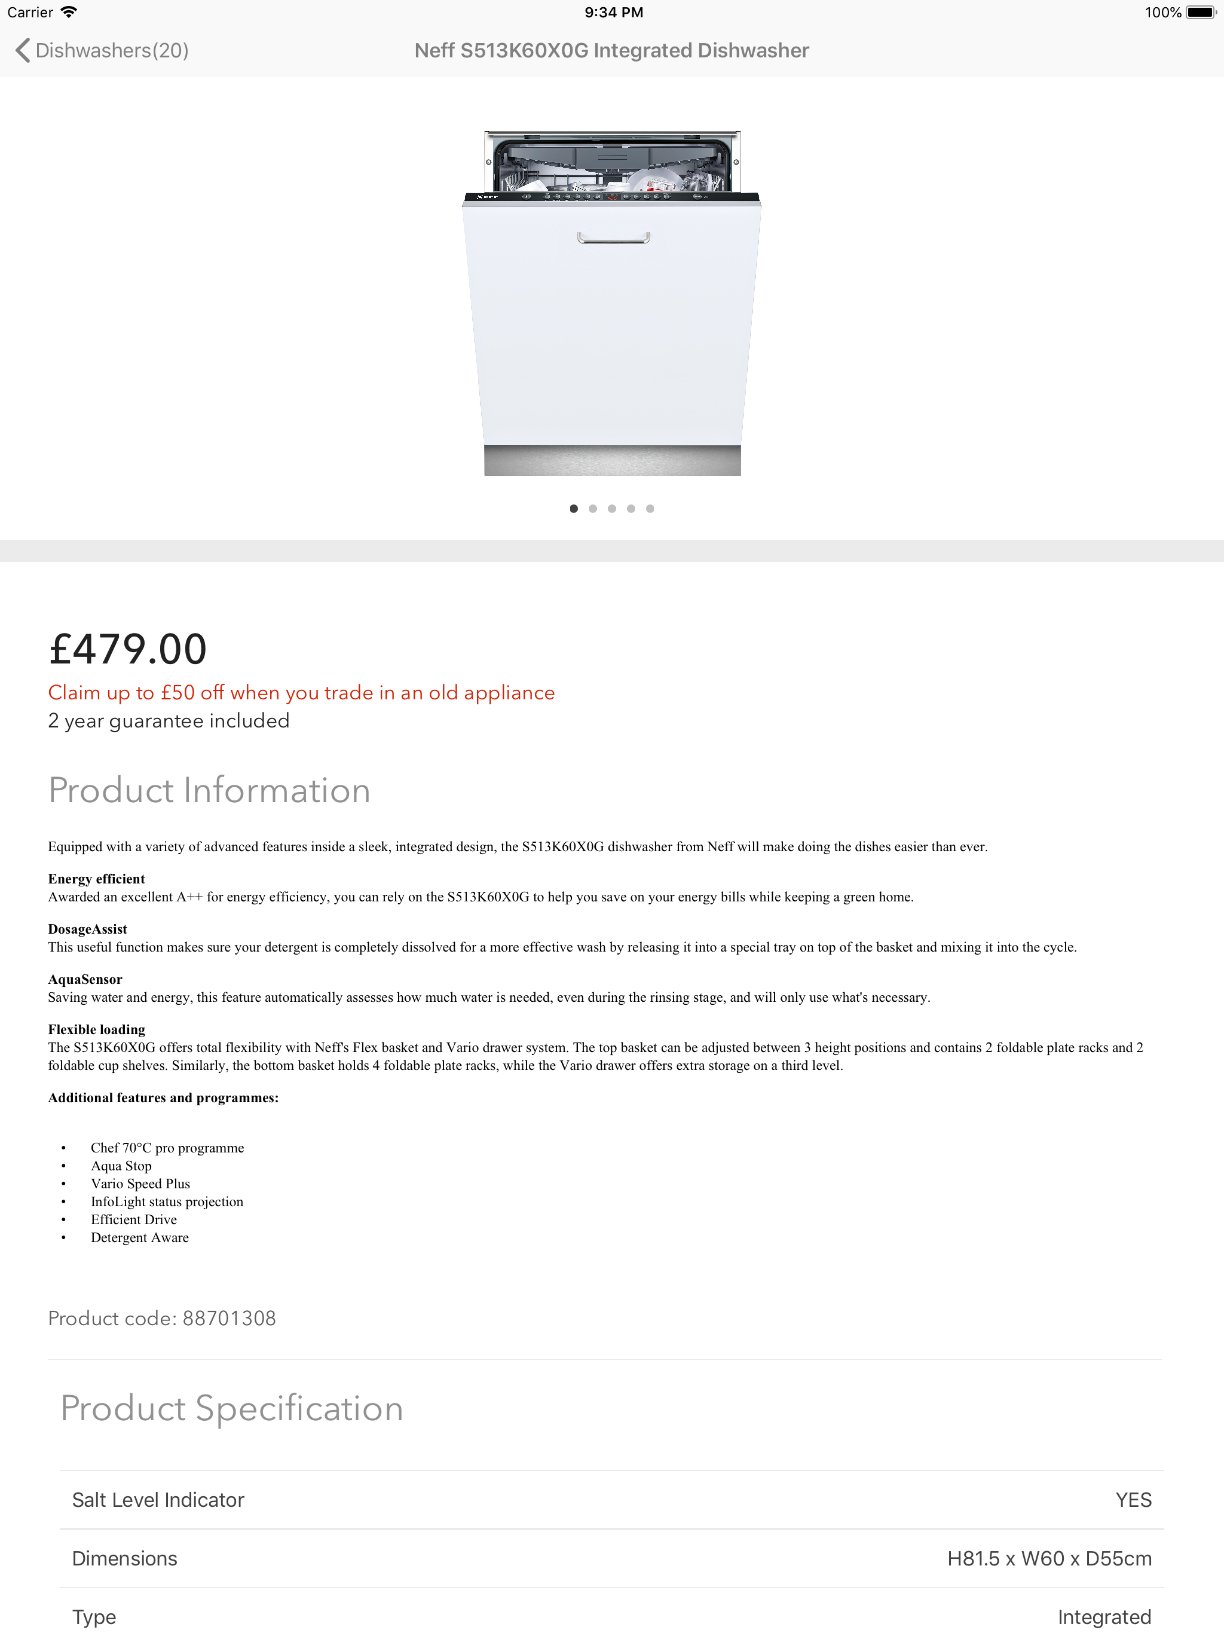 Carrier 9:34 PM 100%
Dishwashers(20) Neff S513K60X0G Integrated Dishwasher
NEFF
£479.00
Claim up to £50 off when you trade in an old appliance
2 year guarantee included
Product Information
Equipped with a variety of advanced features inside a sleek, integrated design, the S513K60X0G dishwasher from Neff will make doing the dishes easier than ever.
Energy efficient
Awarded an excellent A++ for energy efficiency, you can rely on the S513K60X0G to help you save on your energy bills while keeping a green home.
DosageAssist
This useful function makes sure your detergent is completely dissolved for a more effective wash by releasing it into a special tray on top of the basket and mixing it into the cycle.
AquaSensor
Saving water and energy, this feature automatically assesses how much water is needed, even during the rinsing stage, and will only use what's necessary.
Flexible loading
The S513K60X0G offers total flexibility with Neff's Flex basket and Vario drawer system. The top basket can be adjusted between 3 height positions and contains 2 foldable plate racks and 2
foldable cup shelves. Similarly, the bottom basket holds 4 foldable plate racks, while the Vario drawer offers extra storage on a third level.
Additional features and programmes:
• Chef 70°C pro programme
• Aqua Stop
• Vario Speed Plus
• InfoLight status projection
• Efficient Drive
• Detergent Aware
Product code: 88701308
Product Specification
Salt Level Indicator YES
Dimensions H81.5 x W60 x D55cm
Type Integrated